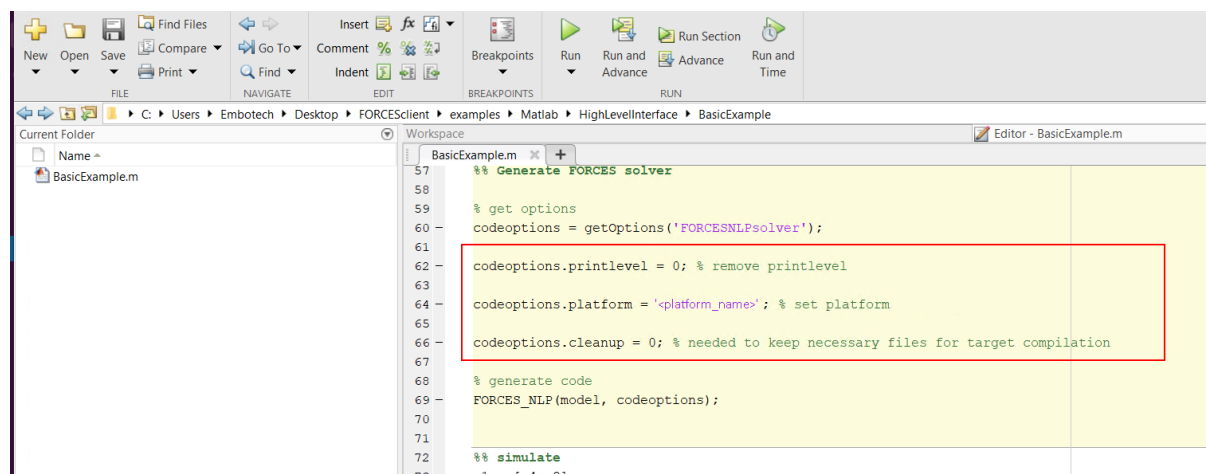 Find Files
Insert fx
New Open Save Compare Go To Comment % Breakpoints Run Run and Advance Run Section Run and Time
Print Find Indent Advance
FILE NAVIGATE EDIT BREAKPOINTS RUN
C: Users Embotech Desktop FORCESclient examples Matlab HighLevelInterface BasicExample
Current Folder Workspace Editor - BasicExample.m
Name BasicExample.m +
BasicExample.m
57 %% Generate FORCES solver
58
59 % get options
60 – codeoptions = getOptions('FORCESNLPsolver');
61
62 – codeoptions.printlevel = 0; % remove printlevel
63
64 – codeoptions.platform = '<platform_name>'; % set platform
65
66 – codeoptions.cleanup = 0; % needed to keep necessary files for target compilation
67
68 % generate code
69 – FORCES_NLP(model, codeoptions);
70
71
72 %% simulate